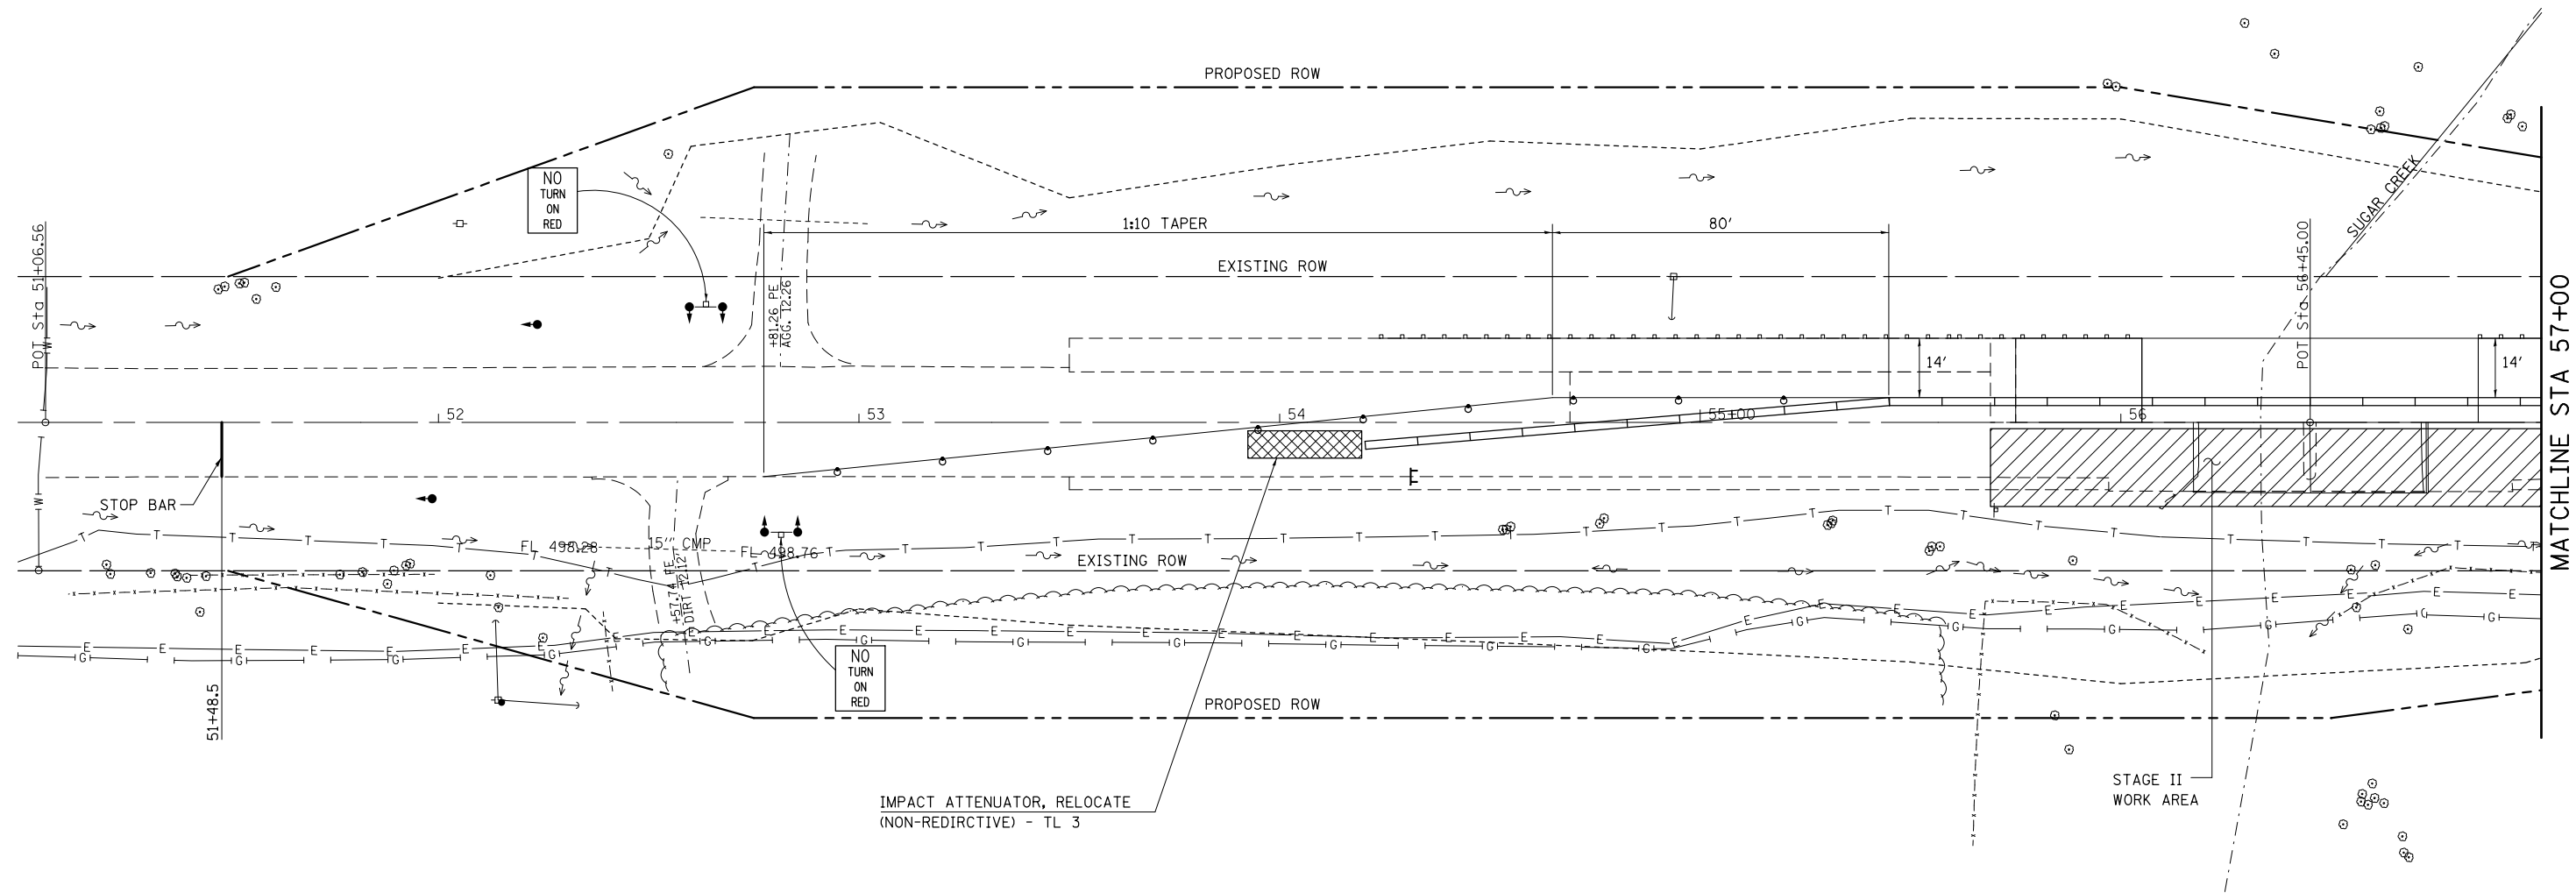 PROPOSED ROW
SUGAR CREEK
NO
TURN
ON
RED
1:10 TAPER
80'
POT Sta 51+06.56
EXISTING ROW
POT Sta 56+45.00
+81.26 PE
AGG. 12.26
W
14'
14'
MATCHLINE STA 57+00
52
53
54
55+00
56
STOP BAR
W
E
P
T T T T T T T T T T T T T T T T T T T T T T T T T T T T T T
FL 498.28
15" CMP
FL 498.76
EXISTING ROW
+57.74 FE
DIRT 12.12'
E E E E E E E E E E E E E E E E E E E E E E E E E E E E E E E E E
G G G G G G G G G G G G G G G G
NO
TURN
ON
RED
51+48.5
PROPOSED ROW
STAGE II
WORK AREA
IMPACT ATTENUATOR, RELOCATE
(NON-REDIRCTIVE) - TL 3